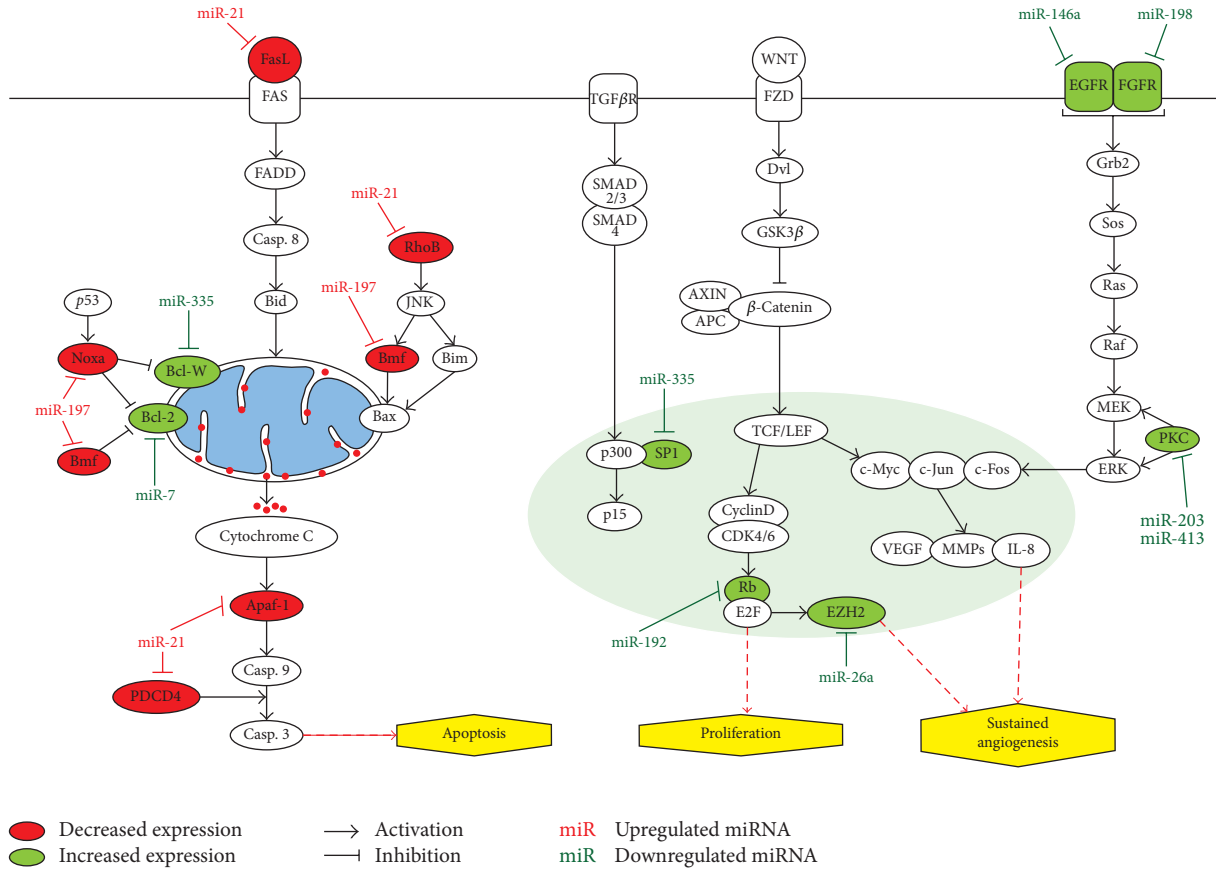 miR-21
miR-146a
miR-198
FasL
WNT
FAS
TGFβR
FZD
EGFR
FGFR
FADD
Dvl
Grb2
SMAD
2/3
miR-21
SMAD
4
Sos
Casp. 8
RhoB
GSK3β
miR-197
Ras
p53
miR-335
Bid
JNK
AXIN
β-Catenin
APC
Noxa
Bcl-W
Bmf
Bim
Raf
miR-335
miR-197
Bcl-2
Bax
MEK
TCF/LEF
PKC
Bmf
p300
SP1
c-Myc
c-Jun
c-Fos
ERK
miR-7
p15
CyclinD
miR-203
Cytochrome C
CDK4/6
miR-413
VEGF
MMPs
IL-8
Rb
Apaf-1
E2F
EZH2
miR-21
miR-192
Casp. 9
miR-26a
PDCD4
Casp. 3
Apoptosis
Proliferation
Sustained
angiogenesis
Decreased expression
Activation
miR Upregulated miRNA
Increased expression
Inhibition
miR Downregulated miRNA